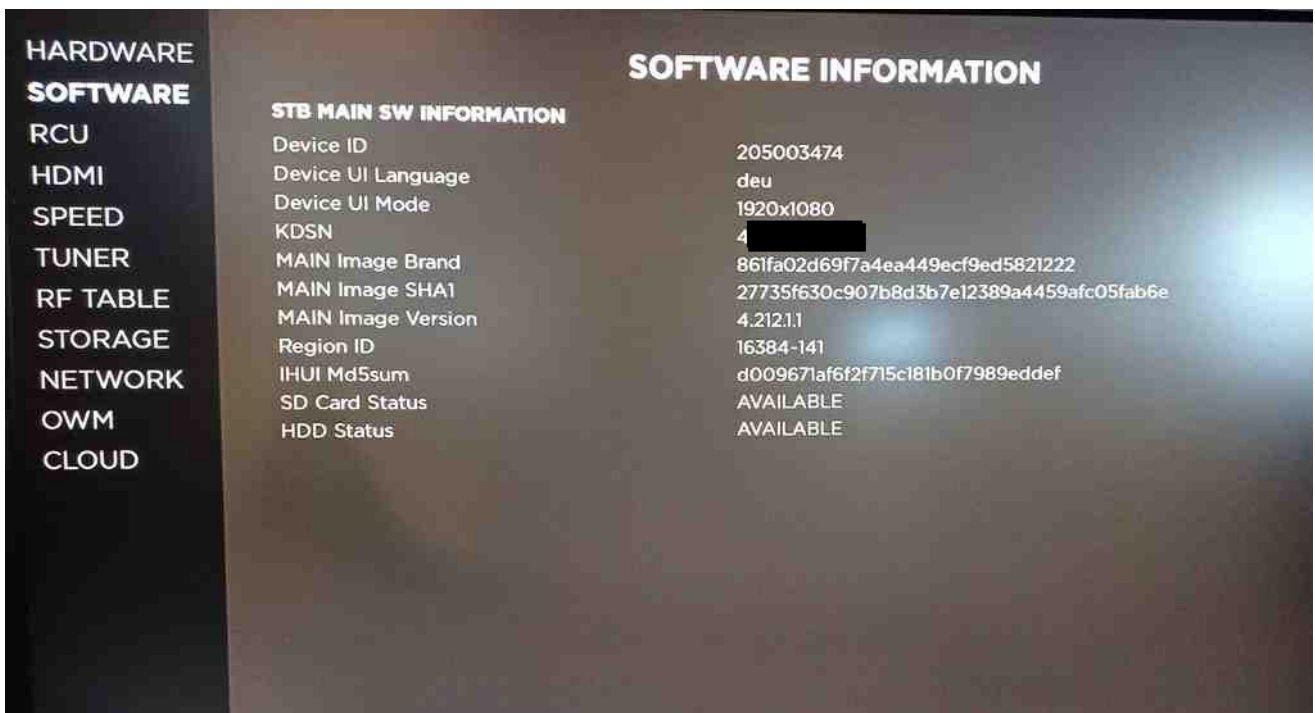 HARDWARE
SOFTWARE
RCU
HDMI
SPEED
TUNER
RF TABLE
STORAGE
NETWORK
OWM
CLOUD
SOFTWARE INFORMATION
STB MAIN SW INFORMATION
Device ID 205003474
Device UI Language deu
Device UI Mode 1920x1080
KDSN 4
MAIN Image Brand 861fa02d69f7a4ea449ecf9ed5821222
MAIN Image SHA1 27735f630c907b8d3b7e12389a4459afc05fab6e
MAIN Image Version 4.212.1.1
Region ID 16384-141
IHUI Md5sum d009671af6f2f715c181b0f7989eddef
SD Card Status AVAILABLE
HDD Status AVAILABLE